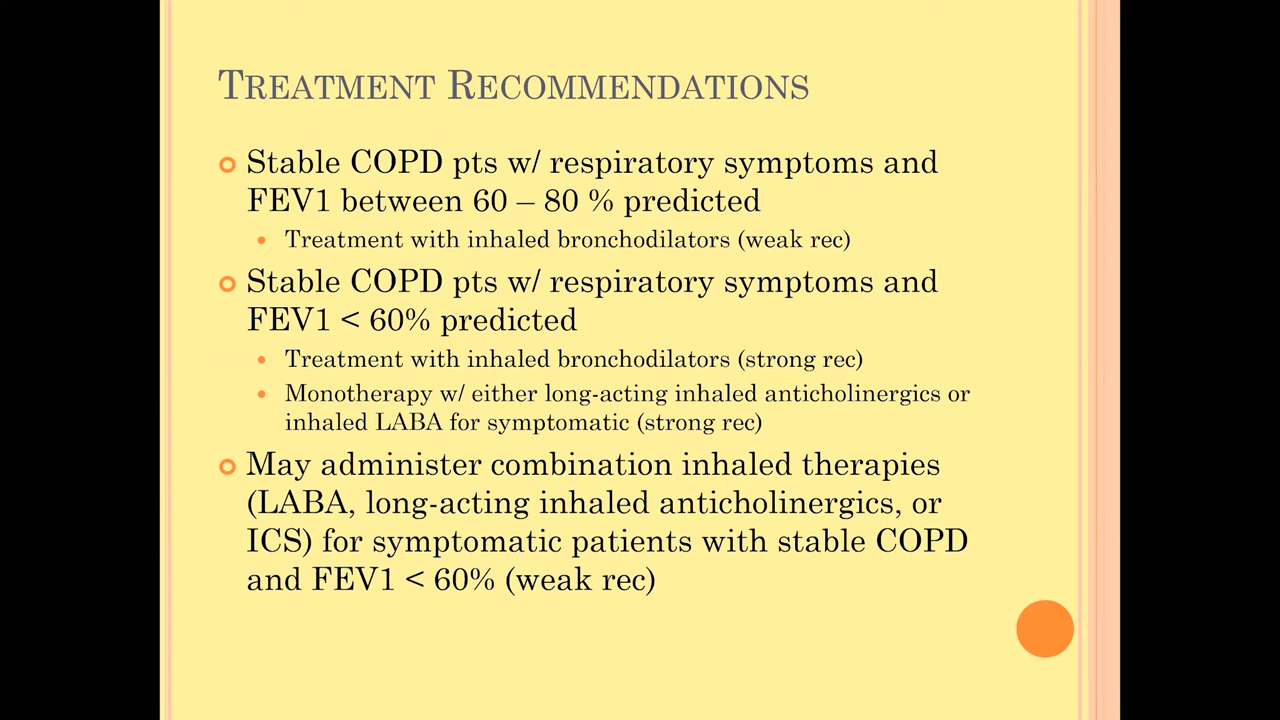 TREATMENT RECOMMENDATIONS
Stable COPD pts w/ respiratory symptoms and
FEV1 between 60 – 80 % predicted
Treatment with inhaled bronchodilators (weak rec)
Stable COPD pts w/ respiratory symptoms and
FEV1 < 60% predicted
Treatment with inhaled bronchodilators (strong rec)
Monotherapy w/ either long-acting inhaled anticholinergics or
inhaled LABA for symptomatic (strong rec)
May administer combination inhaled therapies
(LABA, long-acting inhaled anticholinergics, or
ICS) for symptomatic patients with stable COPD
and FEV1 < 60% (weak rec)